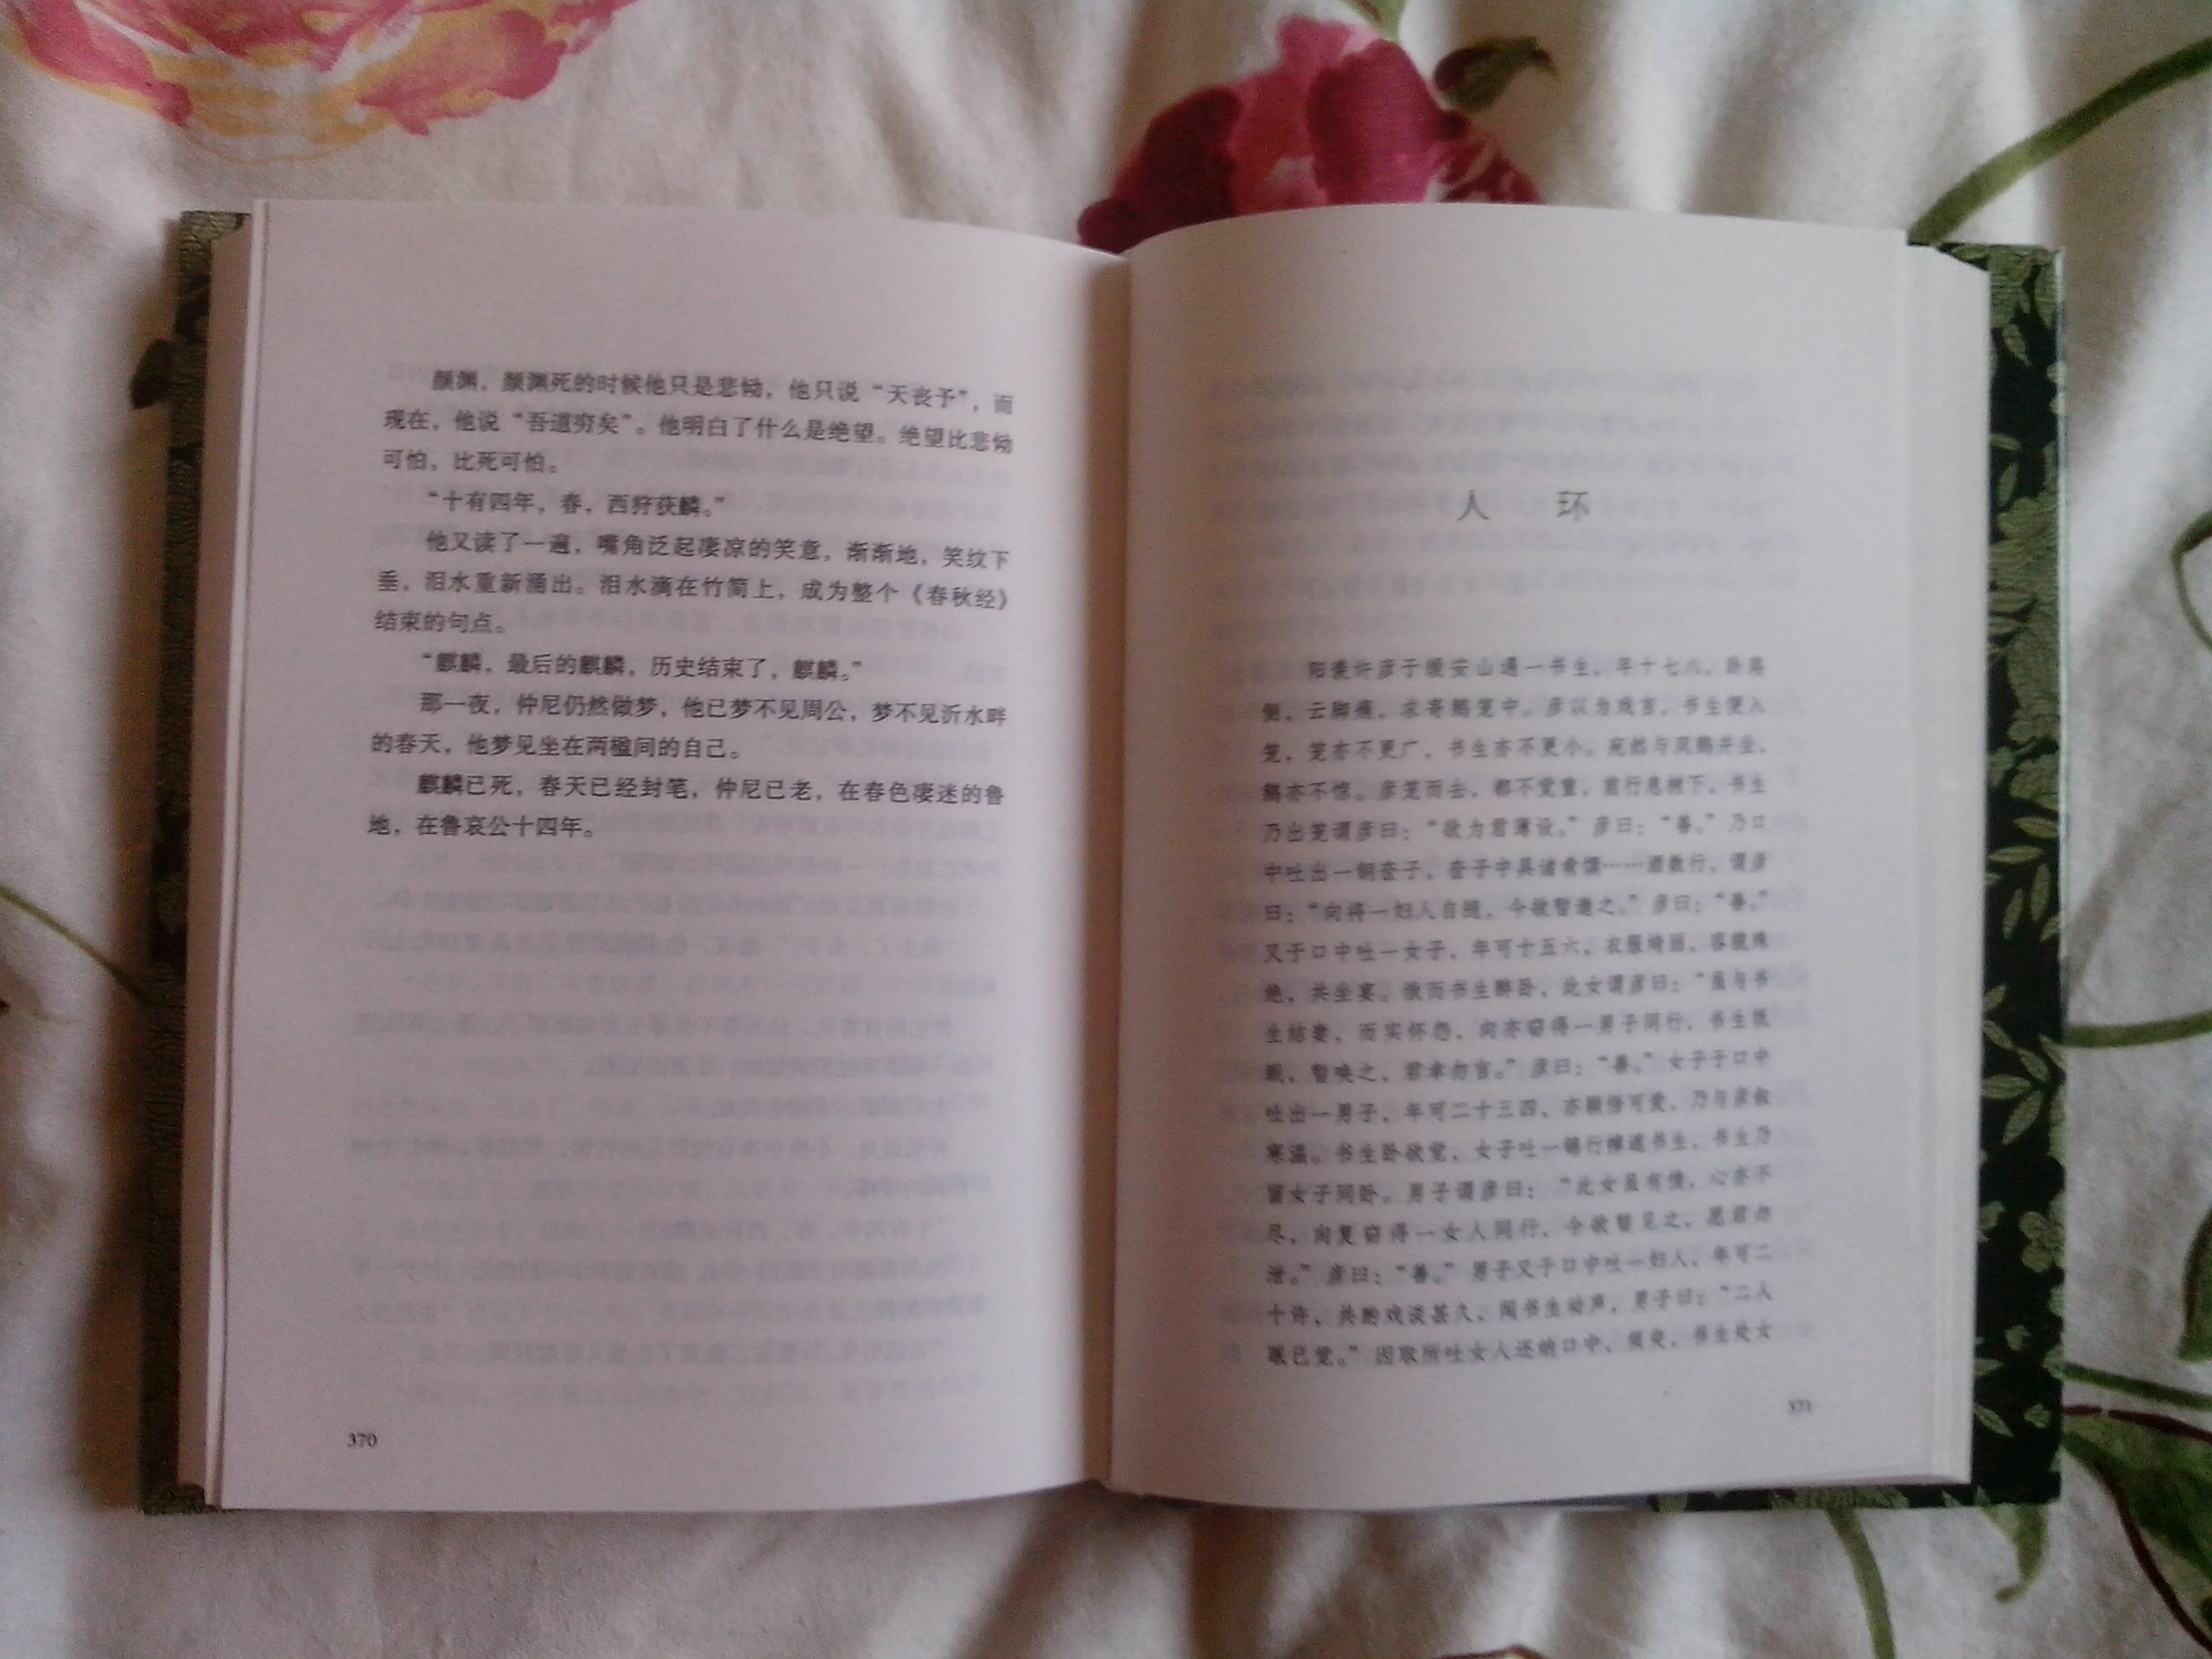 颜渊，颜渊死的时候他只是悲恸，他只说“天丧予”，而
现在，他说“吾道穷矣”。他明白了什么是绝望。绝望比悲恸
可怕，比死可怕。
“十有四年，春，西狩获麟。”
他又读了一遍，嘴角泛起凄凉的笑意，渐渐地，笑纹下
垂，泪水重新涌出。泪水滴在竹简上，成为整个《春秋经》
结束的句点。
“麒麟，最后的麒麟，历史结束了，麒麟。”
那一夜，仲尼仍然做梦，他已梦不见周公，梦不见沂水畔
的春天，他梦见坐在两楹间的自己。
麒麟已死，春天已经封笔，仲尼已老，在春色凄迷的鲁
地，在鲁哀公十四年。
370
人 环
阳羡许彦于绥安山遇一书生，年十七八，卧路
侧，云脚痛，求寄鹅笼中。彦以为戏言，书生便入
笼，笼亦不更广，书生亦不更小。宛然与双鹅并坐，
鹅亦不惊。彦笼而去，都不觉重，前行息树下，书生
乃出笼谓彦曰：“欲为君薄设。”彦曰：“善。”乃口
中吐出一铜奁子，奁子中具诸肴馔……酒数行，谓彦
曰：“向将一妇人自随，今欲暂邀之。”彦曰：“善。”
又于口中吐一女子，年可十五六，衣服绮丽，容貌殊
绝，共坐宴。俄而书生醉卧，此女谓彦曰：“虽与书
生结妻，而实怀怨，向亦窃得一男子同行，书生既
眠，暂唤之，君幸勿言。”彦曰：“善。”女子于口中
吐出一男子，年可二十三四，亦颖悟可爱，乃与彦叙
寒温。书生卧欲觉，女子吐一锦行幛遮书生，书生乃
留女子同卧。男子谓彦曰：“此女虽有情，心亦不
尽，向复窃得一女人同行，今欲暂见之，愿君勿
泄。”彦曰：“善。”男子又于口中吐一妇人，年可二
十许，共酌戏谈甚久，闻书生动声，男子曰：“二人
眠已觉。”因取所吐女人还纳口中，须臾，书生处女
371